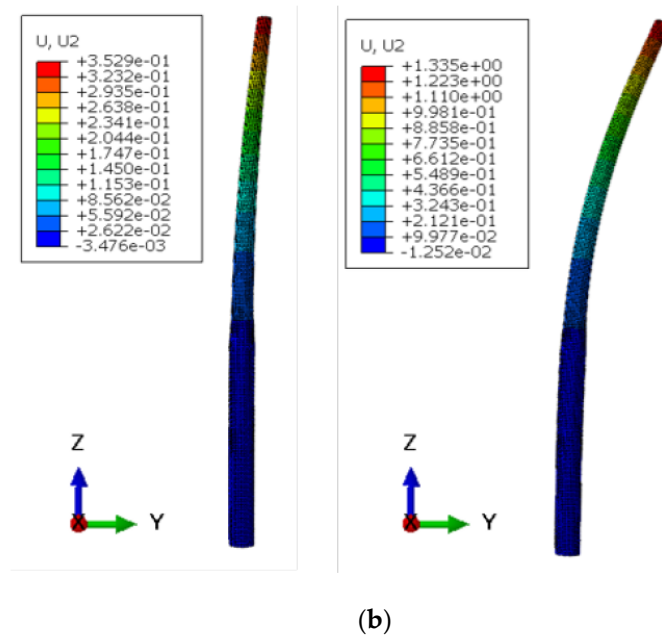 U, U2
+3.529e-01
+3.232e-01
+2.935e-01
+2.638e-01
+2.341e-01
+2.044e-01
+1.747e-01
+1.450e-01
+1.153e-01
+8.562e-02
+5.592e-02
+2.622e-02
-3.476e-03
Z
X
Y
U, U2
+1.335e+00
+1.223e+00
+1.110e+00
+9.981e-01
+8.858e-01
+7.735e-01
+6.612e-01
+5.489e-01
+4.366e-01
+3.243e-01
+2.121e-01
+9.977e-02
-1.252e-02
Z
X
Y
(b)